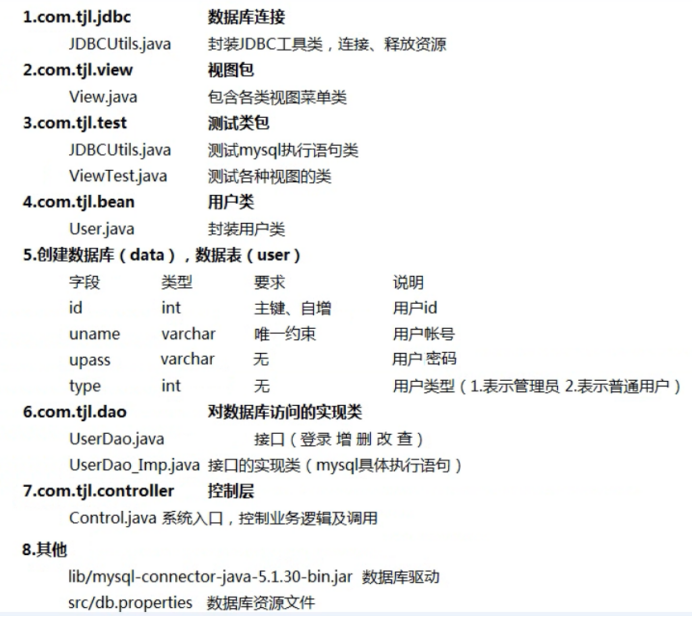 1.com.tjl.jdbc 数据库连接
JDBCUtils.java 封装JDBC工具类，连接、释放资源
2.com.tjl.view 视图包
View.java 包含各类视图菜单类
3.com.tjl.test 测试类包
JDBCUtils.java 测试mysql执行语句类
ViewTest.java 测试各种视图的类
4.com.tjl.bean 用户类
User.java 封装用户类
5.创建数据库（data），数据表（user）
字段 类型 要求 说明
id int 主键、自增 用户id
uname varchar 唯一约束 用户帐号
upass varchar 无 用户 密码
type int 无 用户类型（1.表示管理员 2.表示普通用户）
6.com.tjl.dao 对数据库访问的实现类
UserDao.java 接口（登录 增 删 改 查）
UserDao_Imp.java 接口的实现类（mysql具体执行语句）
7.com.tjl.controller 控制层
Control.java 系统入口，控制业务逻辑及调用
8.其他
lib/mysql-connector-java-5.1.30-bin.jar 数据库驱动
src/db.properties 数据库资源文件